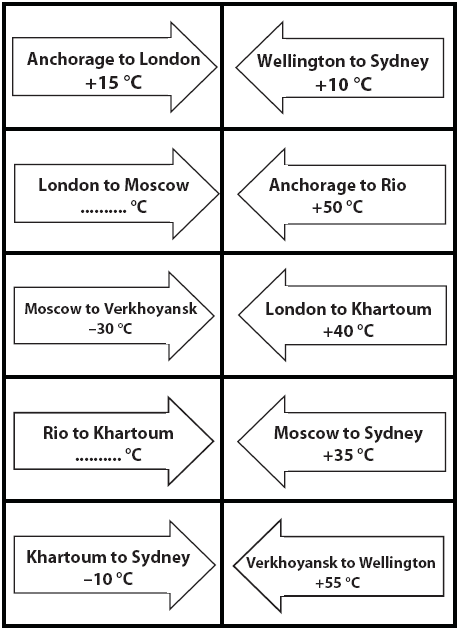 Anchorage to London
+15 °C
Wellington to Sydney
+10 °C
London to Moscow
.......... °C
Anchorage to Rio
+50 °C
Moscow to Verkhoyansk
–30 °C
London to Khartoum
+40 °C
Rio to Khartoum
.......... °C
Moscow to Sydney
+35 °C
Khartoum to Sydney
–10 °C
Verkhoyansk to Wellington
+55 °C